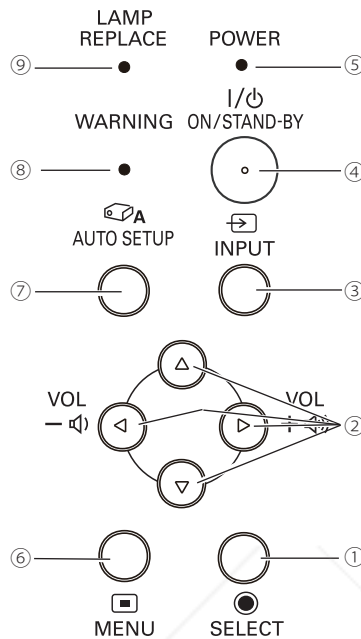 LAMP
REPLACE
POWER
⑨
⑤
I/⏻
WARNING
ON/STAND-BY
⑧
④
A
AUTO SETUP
INPUT
⑦
③
VOL
VOL
−
+
②
⑥
①
MENU
SELECT